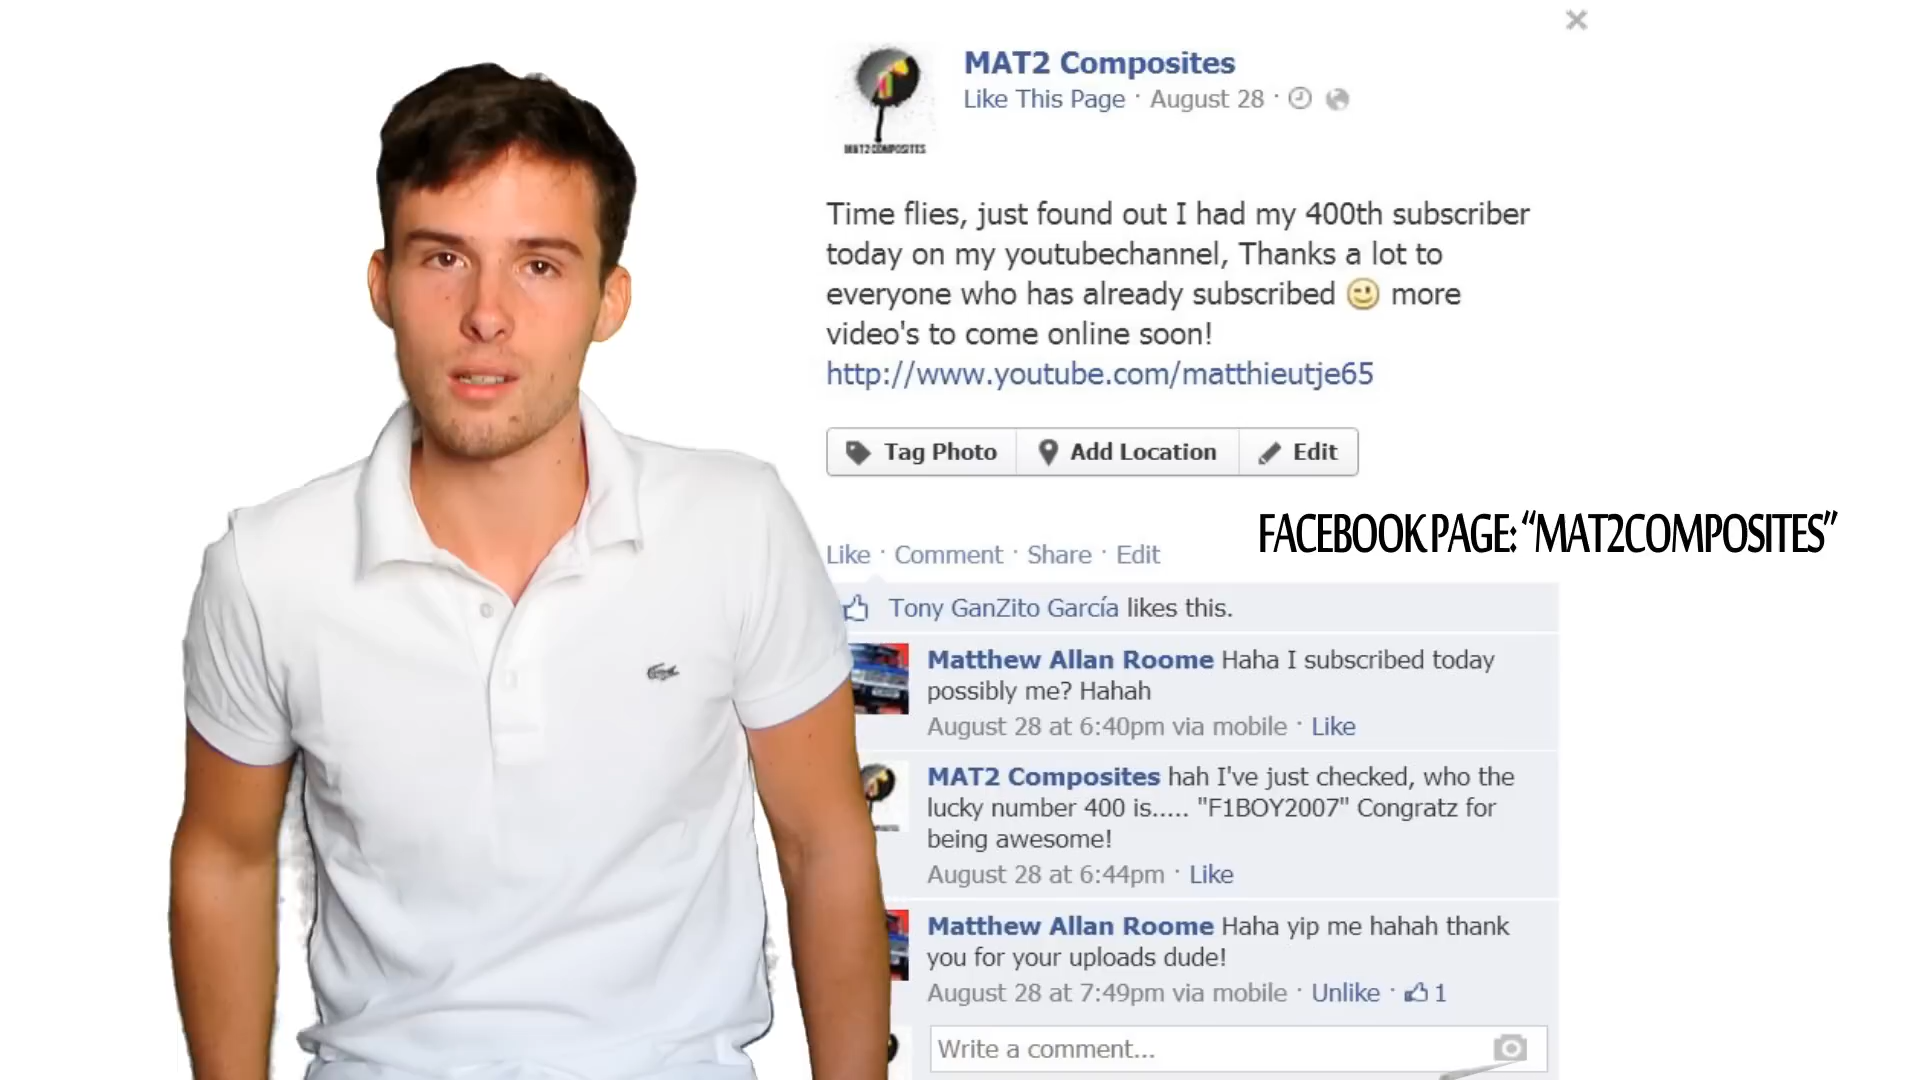 MAT2 Composites
Like This Page · August 28 ·
MAT2 COMPOSITES
Time flies, just found out I had my 400th subscriber
today on my youtubechannel, Thanks a lot to
everyone who has already subscribed 😉 more
video's to come online soon!
http://www.youtube.com/matthieutje65
Tag Photo Add Location Edit
FACEBOOK PAGE: “MAT2COMPOSITES”
Like · Comment · Share · Edit
Tony GanZito García likes this.
Matthew Allan Roome Haha I subscribed today
possibly me? Hahah
August 28 at 6:40pm via mobile · Like
MAT2 Composites hah I've just checked, who the
lucky number 400 is..... "F1BOY2007" Congratz for
being awesome!
August 28 at 6:44pm · Like
Matthew Allan Roome Haha yip me hahah thank
you for your uploads dude!
August 28 at 7:49pm via mobile · Unlike · 1
Write a comment...